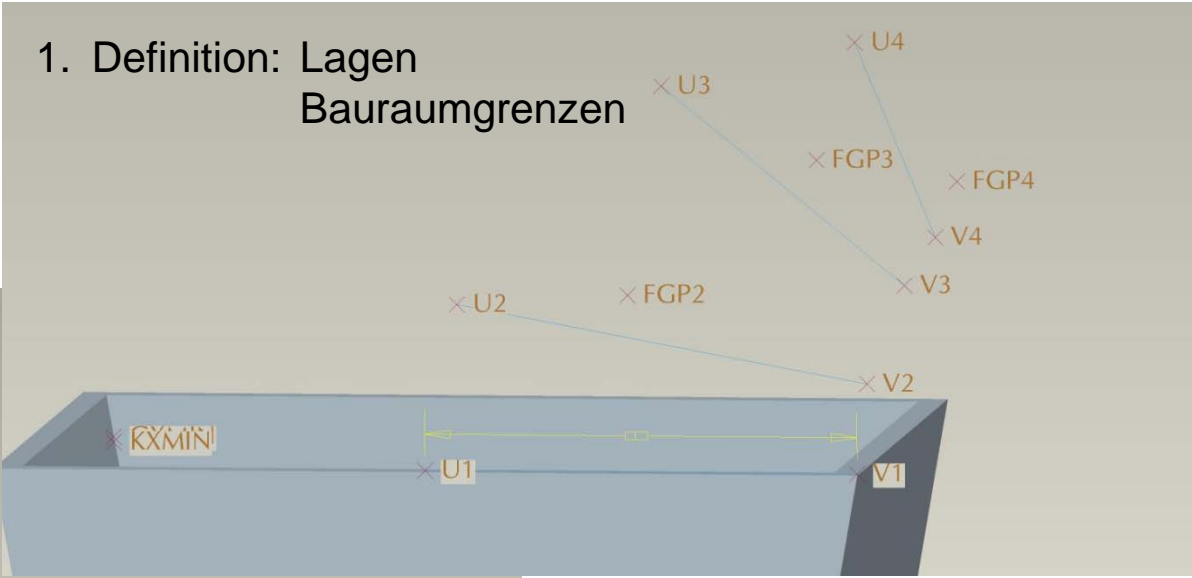 1. Definition: Lagen
Bauraumgrenzen
U4
U3
FGP3
FGP4
V4
V3
U2
FGP2
V2
KXMIN
U1
V1